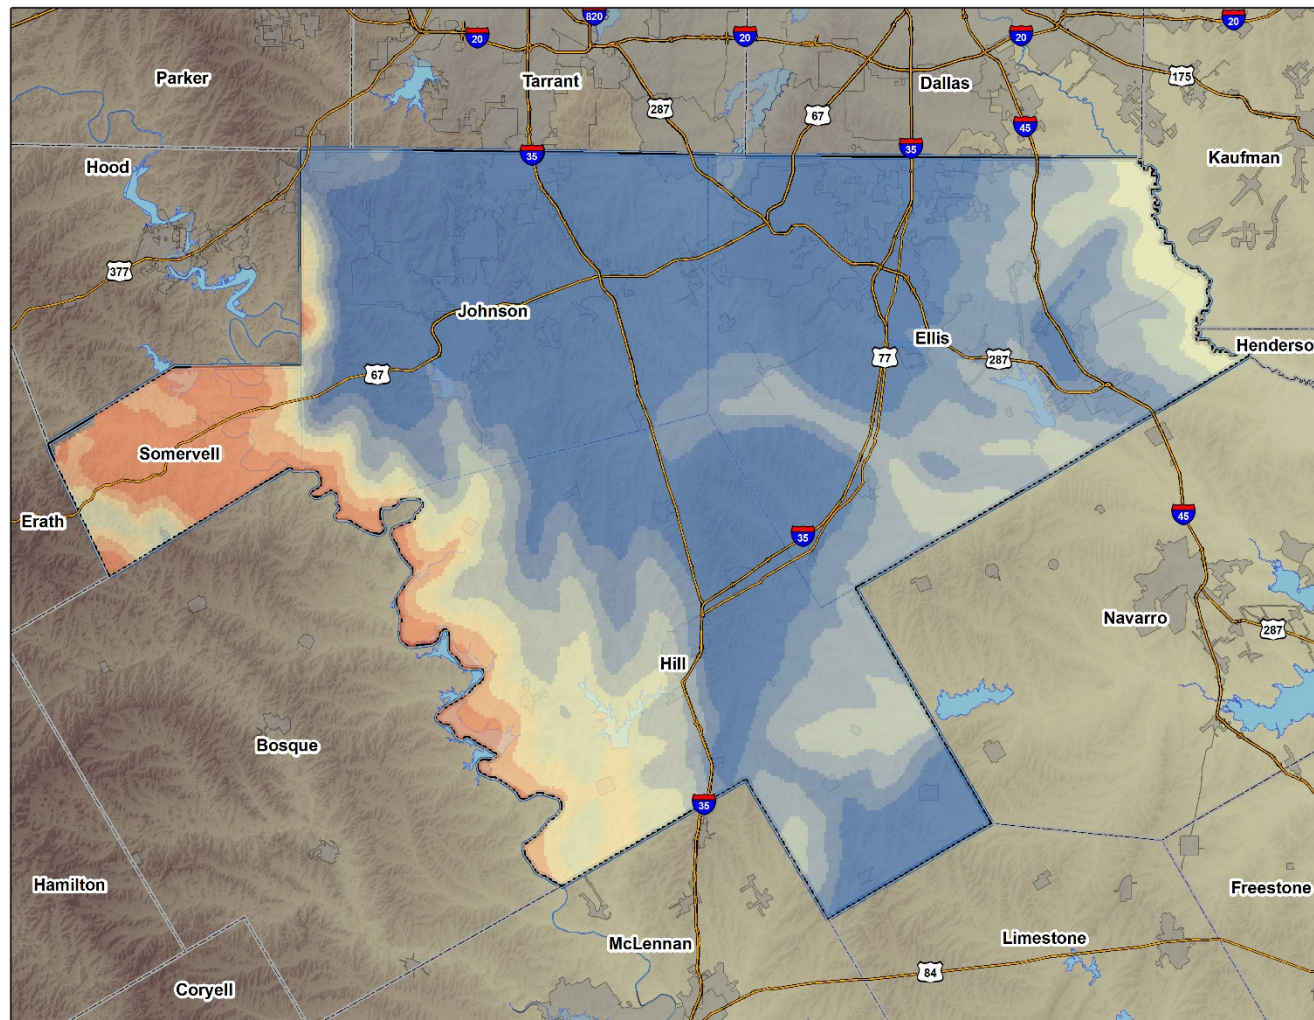 820
20
20
20
20
Parker
Tarrant
Dallas
175
287
67
45
35
35
Hood
Kaufman
377
Johnson
Ellis
Henderso
77
287
67
Somervell
Erath
45
35
Navarro
287
Hill
Bosque
35
Hamilton
Freestone
McLennan
Limestone
84
Coryell